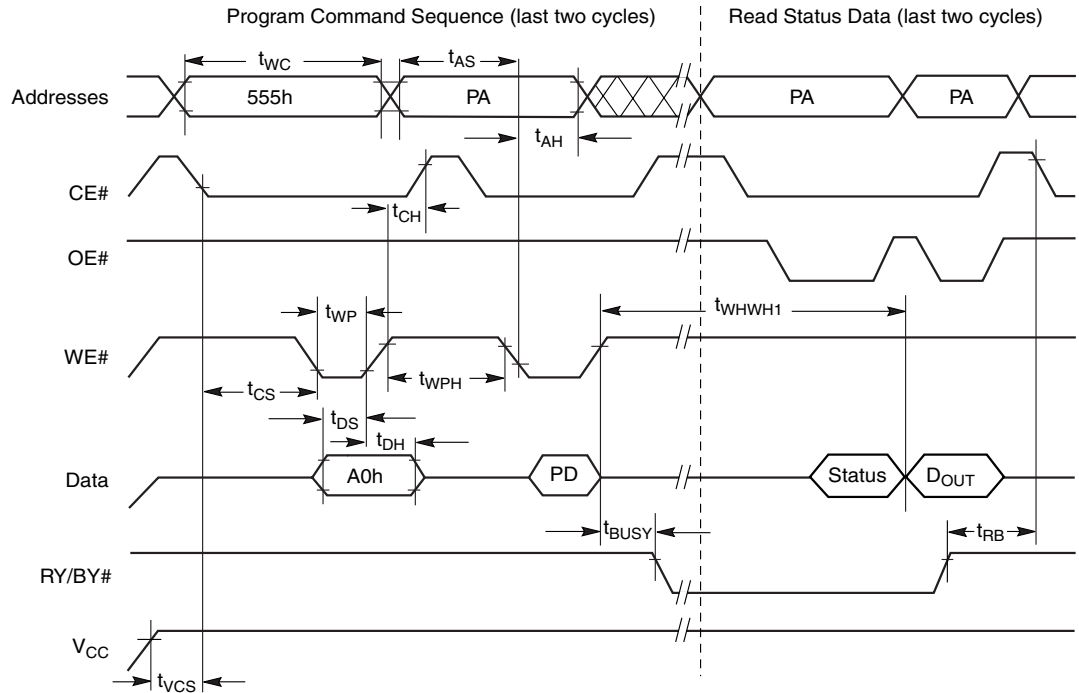 Program Command Sequence (last two cycles)
Read Status Data (last two cycles)
tWC
tAS
Addresses
555h
PA
PA
PA
tAH
CE#
tCH
OE#
tWP
tWHWH1
WE#
tCS
tWPH
tDS
tDH
Data
A0h
PD
Status
DOUT
tBUSY
tRB
RY/BY#
VCC
tVCS